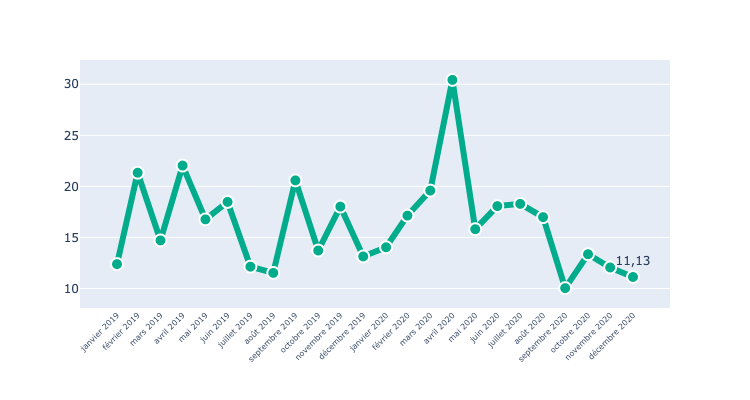 30
25
20
15
10
11,13
janvier 2019
février 2019
mars 2019
avril 2019
mai 2019
juin 2019
juillet 2019
août 2019
septembre 2019
octobre 2019
novembre 2019
décembre 2019
janvier 2020
février 2020
mars 2020
avril 2020
mai 2020
juin 2020
juillet 2020
août 2020
septembre 2020
octobre 2020
novembre 2020
décembre 2020